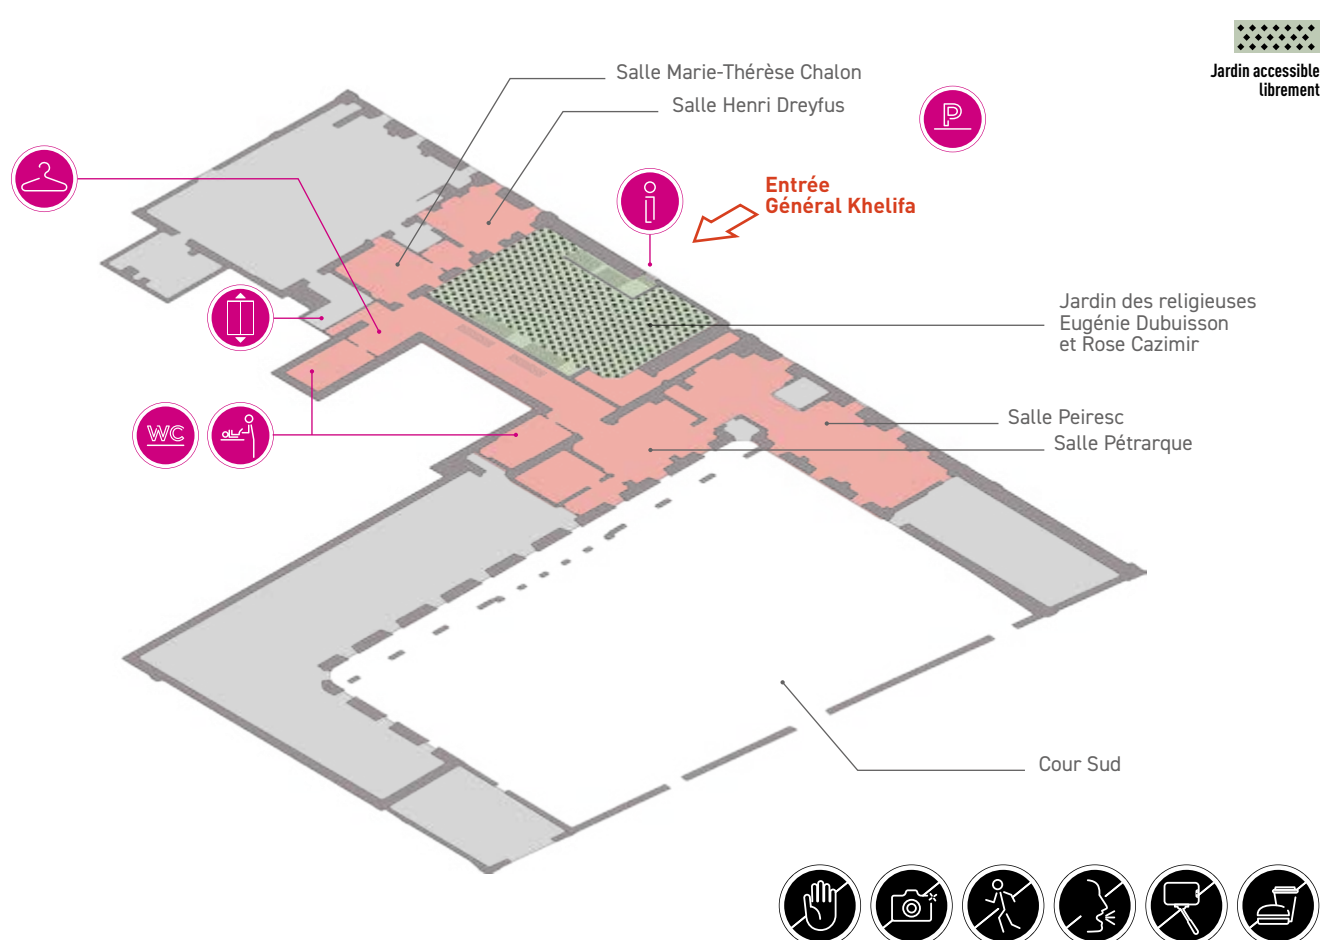 Jardin accessible
librement
Salle Marie-Thérèse Chalon
Salle Henri Dreyfus
P
i
Entrée
Général Khelifa
Jardin des religieuses
Eugénie Dubuisson
et Rose Cazimir
WC
Salle Peiresc
Salle Pétrarque
Cour Sud